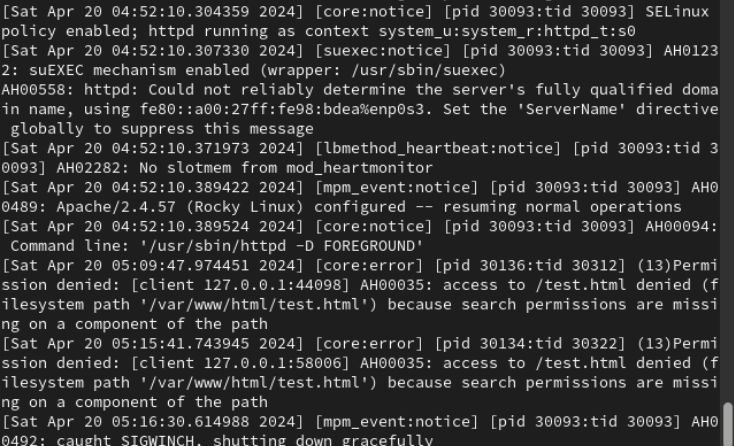 [Sat Apr 20 04:52:10.304359 2024] [core:notice] [pid 30093:tid 30093] SELinux
policy enabled; httpd running as context system_u:system_r:httpd_t:s0
[Sat Apr 20 04:52:10.307330 2024] [suexec:notice] [pid 30093:tid 30093] AH0123
2: suEXEC mechanism enabled (wrapper: /usr/sbin/suexec)
AH00558: httpd: Could not reliably determine the server's fully qualified doma
in name, using fe80::a00:27ff:fe98:bdea%enp0s3. Set the 'ServerName' directive
 globally to suppress this message
[Sat Apr 20 04:52:10.371973 2024] [lbmethod_heartbeat:notice] [pid 30093:tid 3
0093] AH02282: No slotmem from mod_heartmonitor
[Sat Apr 20 04:52:10.389422 2024] [mpm_event:notice] [pid 30093:tid 30093] AH0
0489: Apache/2.4.57 (Rocky Linux) configured -- resuming normal operations
[Sat Apr 20 04:52:10.389524 2024] [core:notice] [pid 30093:tid 30093] AH00094:
 Command line: '/usr/sbin/httpd -D FOREGROUND'
[Sat Apr 20 05:09:47.974451 2024] [core:error] [pid 30136:tid 30312] (13)Permi
ssion denied: [client 127.0.0.1:44098] AH00035: access to /test.html denied (f
ilesystem path '/var/www/html/test.html') because search permissions are missi
ng on a component of the path
[Sat Apr 20 05:15:41.743945 2024] [core:error] [pid 30134:tid 30322] (13)Permi
ssion denied: [client 127.0.0.1:58006] AH00035: access to /test.html denied (f
ilesystem path '/var/www/html/test.html') because search permissions are missi
ng on a component of the path
[Sat Apr 20 05:16:30.614988 2024] [mpm_event:notice] [pid 30093:tid 30093] AH0
0492: caught SIGWINCH, shutting down gracefully